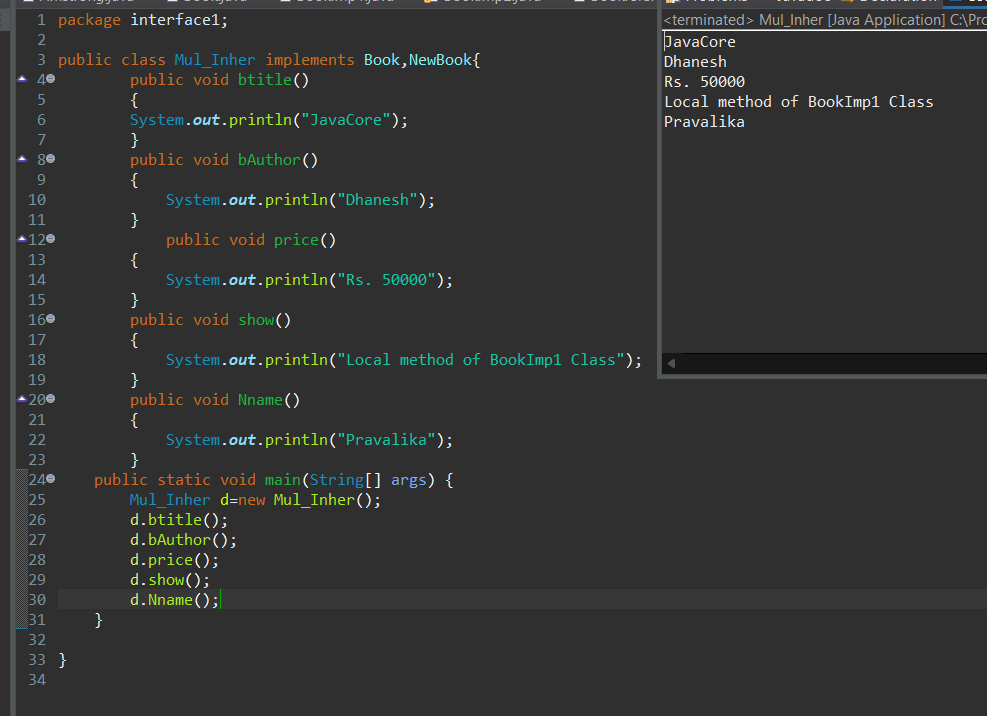 1 package interface1;
2
3 public class Mul_Inher implements Book,NewBook{
4 public void btitle()
5 {
6 System.out.println("JavaCore");
7 }
8 public void bAuthor()
9 {
10 System.out.println("Dhanesh");
11 }
12 public void price()
13 {
14 System.out.println("Rs. 50000");
15 }
16 public void show()
17 {
18 System.out.println("Local method of BookImp1 Class");
19 }
20 public void Nname()
21 {
22 System.out.println("Pravalika");
23 }
24 public static void main(String[] args) {
25 Mul_Inher d=new Mul_Inher();
26 d.btitle();
27 d.bAuthor();
28 d.price();
29 d.show();
30 d.Nname();
31 }
32
33 }
34
<terminated> Mul_Inher [Java Application] C:\Pro
JavaCore
Dhanesh
Rs. 50000
Local method of BookImp1 Class
Pravalika